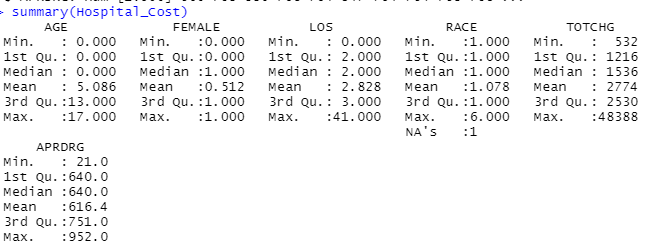 > summary(Hospital_Cost)
AGE FEMALE LOS RACE TOTCHG
Min. : 0.000 Min. :0.000 Min. : 0.000 Min. :1.000 Min. : 532
1st Qu.: 0.000 1st Qu.:0.000 1st Qu.: 2.000 1st Qu.:1.000 1st Qu.: 1216
Median : 0.000 Median :1.000 Median : 2.000 Median :1.000 Median : 1536
Mean : 5.086 Mean :0.512 Mean : 2.828 Mean :1.078 Mean : 2774
3rd Qu.:13.000 3rd Qu.:1.000 3rd Qu.: 3.000 3rd Qu.:1.000 3rd Qu.: 2530
Max. :17.000 Max. :1.000 Max. :41.000 Max. :6.000 Max. :48388
NA's :1
APRDRG
Min. : 21.0
1st Qu.:640.0
Median :640.0
Mean :616.4
3rd Qu.:751.0
Max. :952.0